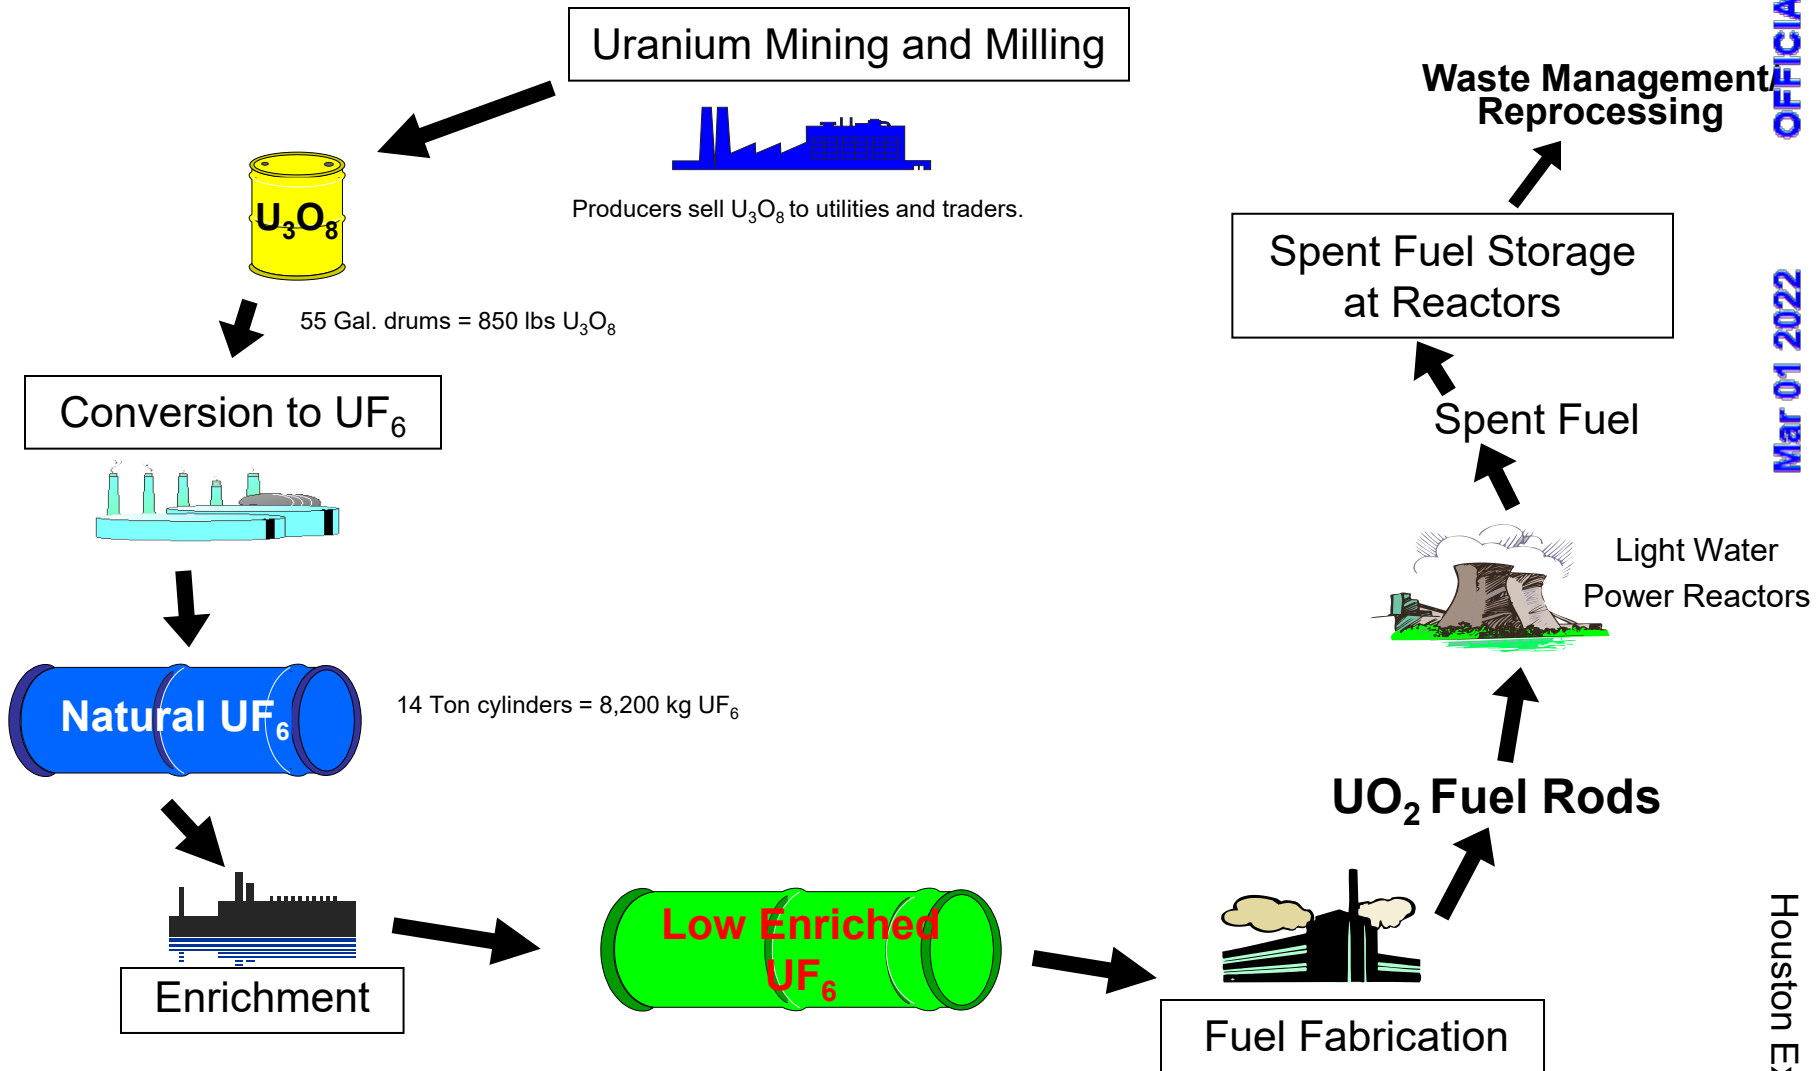 Uranium Mining and Milling
Producers sell U₃O₈ to utilities and traders.
U₃O₈
55 Gal. drums = 850 lbs U₃O₈
Conversion to UF₆
Natural UF₆
14 Ton cylinders = 8,200 kg UF₆
Enrichment
Low Enriched
UF₆
Fuel Fabrication
UO₂ Fuel Rods
Light Water
Power Reactors
Spent Fuel
Spent Fuel Storage
at Reactors
Waste Management/
Reprocessing
OFFICIA
Mar 01 2022
Houston Ex